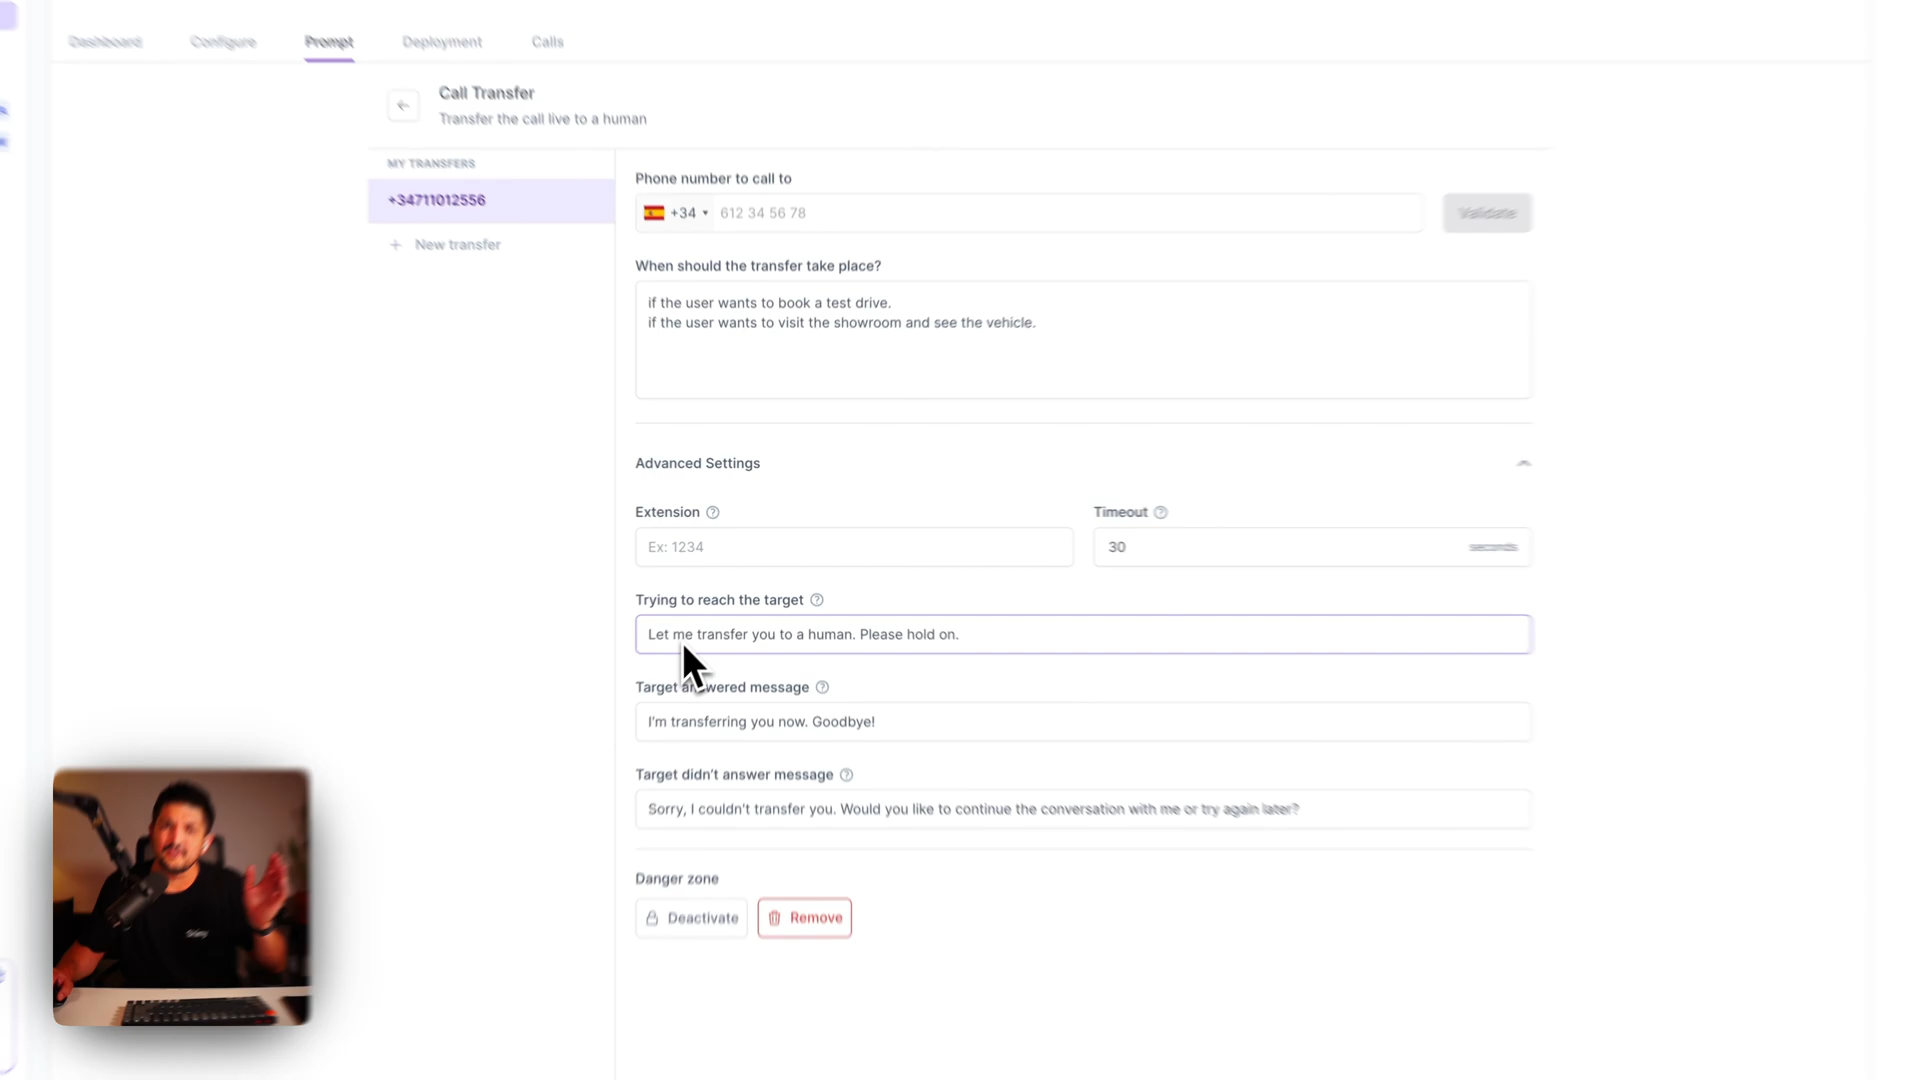 Dashboard
Configure
Prompt
Deployment
Calls
Call Transfer
Transfer the call live to a human
MY TRANSFERS
+34711012556
+ New transfer
Phone number to call to
+34
612 34 56 78
Validate
When should the transfer take place?
if the user wants to book a test drive.
if the user wants to visit the showroom and see the vehicle.
Advanced Settings
Extension
Timeout
Ex: 1234
30
seconds
Trying to reach the target
Let me transfer you to a human. Please hold on.
Target answered message
I'm transferring you now. Goodbye!
Target didn't answer message
Sorry, I couldn't transfer you. Would you like to continue the conversation with me or try again later?
Danger zone
Deactivate
Remove